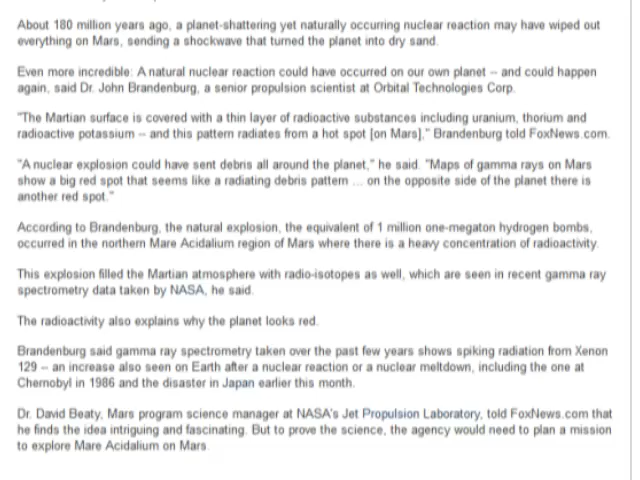 About 180 million years ago, a planet-shattering yet naturally occurring nuclear reaction may have wiped out
everything on Mars, sending a shockwave that turned the planet into dry sand.
Even more incredible: A natural nuclear reaction could have occurred on our own planet – and could happen
again, said Dr. John Brandenburg, a senior propulsion scientist at Orbital Technologies Corp.
"The Martian surface is covered with a thin layer of radioactive substances including uranium, thorium and
radioactive potassium – and this pattern radiates from a hot spot [on Mars]," Brandenburg told FoxNews.com.
"A nuclear explosion could have sent debris all around the planet," he said. "Maps of gamma rays on Mars
show a big red spot that seems like a radiating debris pattern ... on the opposite side of the planet there is
another red spot."
According to Brandenburg, the natural explosion, the equivalent of 1 million one-megaton hydrogen bombs,
occurred in the northern Mare Acidalium region of Mars where there is a heavy concentration of radioactivity.
This explosion filled the Martian atmosphere with radio-isotopes as well, which are seen in recent gamma ray
spectrometry data taken by NASA, he said.
The radioactivity also explains why the planet looks red.
Brandenburg said gamma ray spectrometry taken over the past few years shows spiking radiation from Xenon
129 – an increase also seen on Earth after a nuclear reaction or a nuclear meltdown, including the one at
Chernobyl in 1986 and the disaster in Japan earlier this month.
Dr. David Beaty, Mars program science manager at NASA's Jet Propulsion Laboratory, told FoxNews.com that
he finds the idea intriguing and fascinating. But to prove the science, the agency would need to plan a mission
to explore Mare Acidalium on Mars.